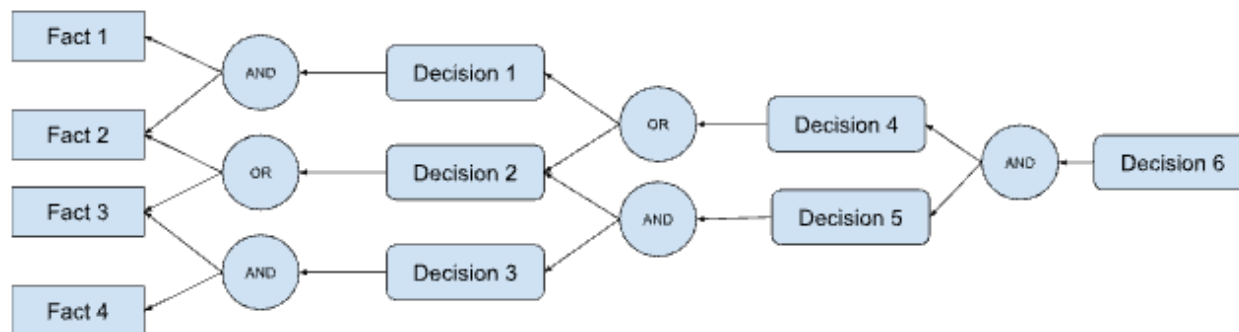 Fact 1
AND
Decision 1
OR
Decision 4
Fact 2
OR
Decision 2
AND
Decision 6
Fact 3
AND
Decision 5
AND
Decision 3
Fact 4